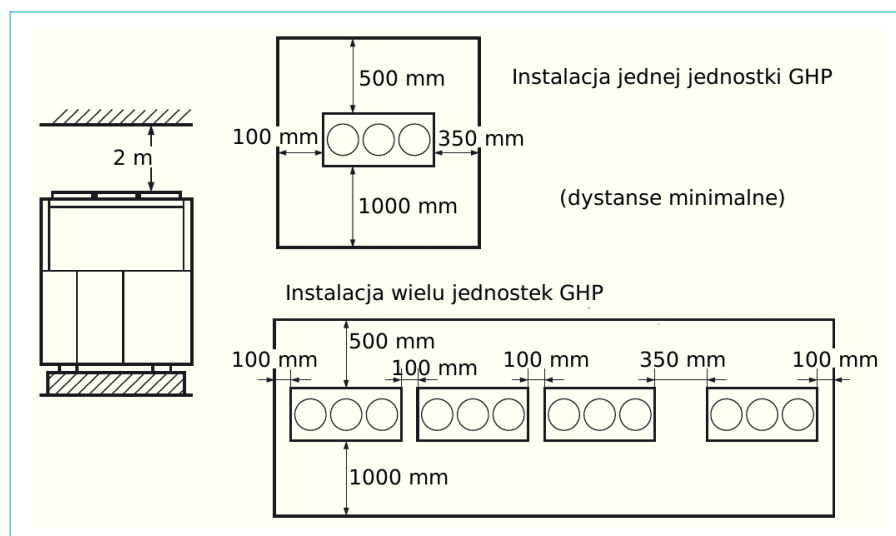 500 mm
Instalacja jednej jednostki GHP
100 mm
350 mm
2 m
1000 mm
(dystanse minimalne)
Instalacja wielu jednostek GHP
500 mm
100 mm
100 mm
100 mm
350 mm
100 mm
1000 mm